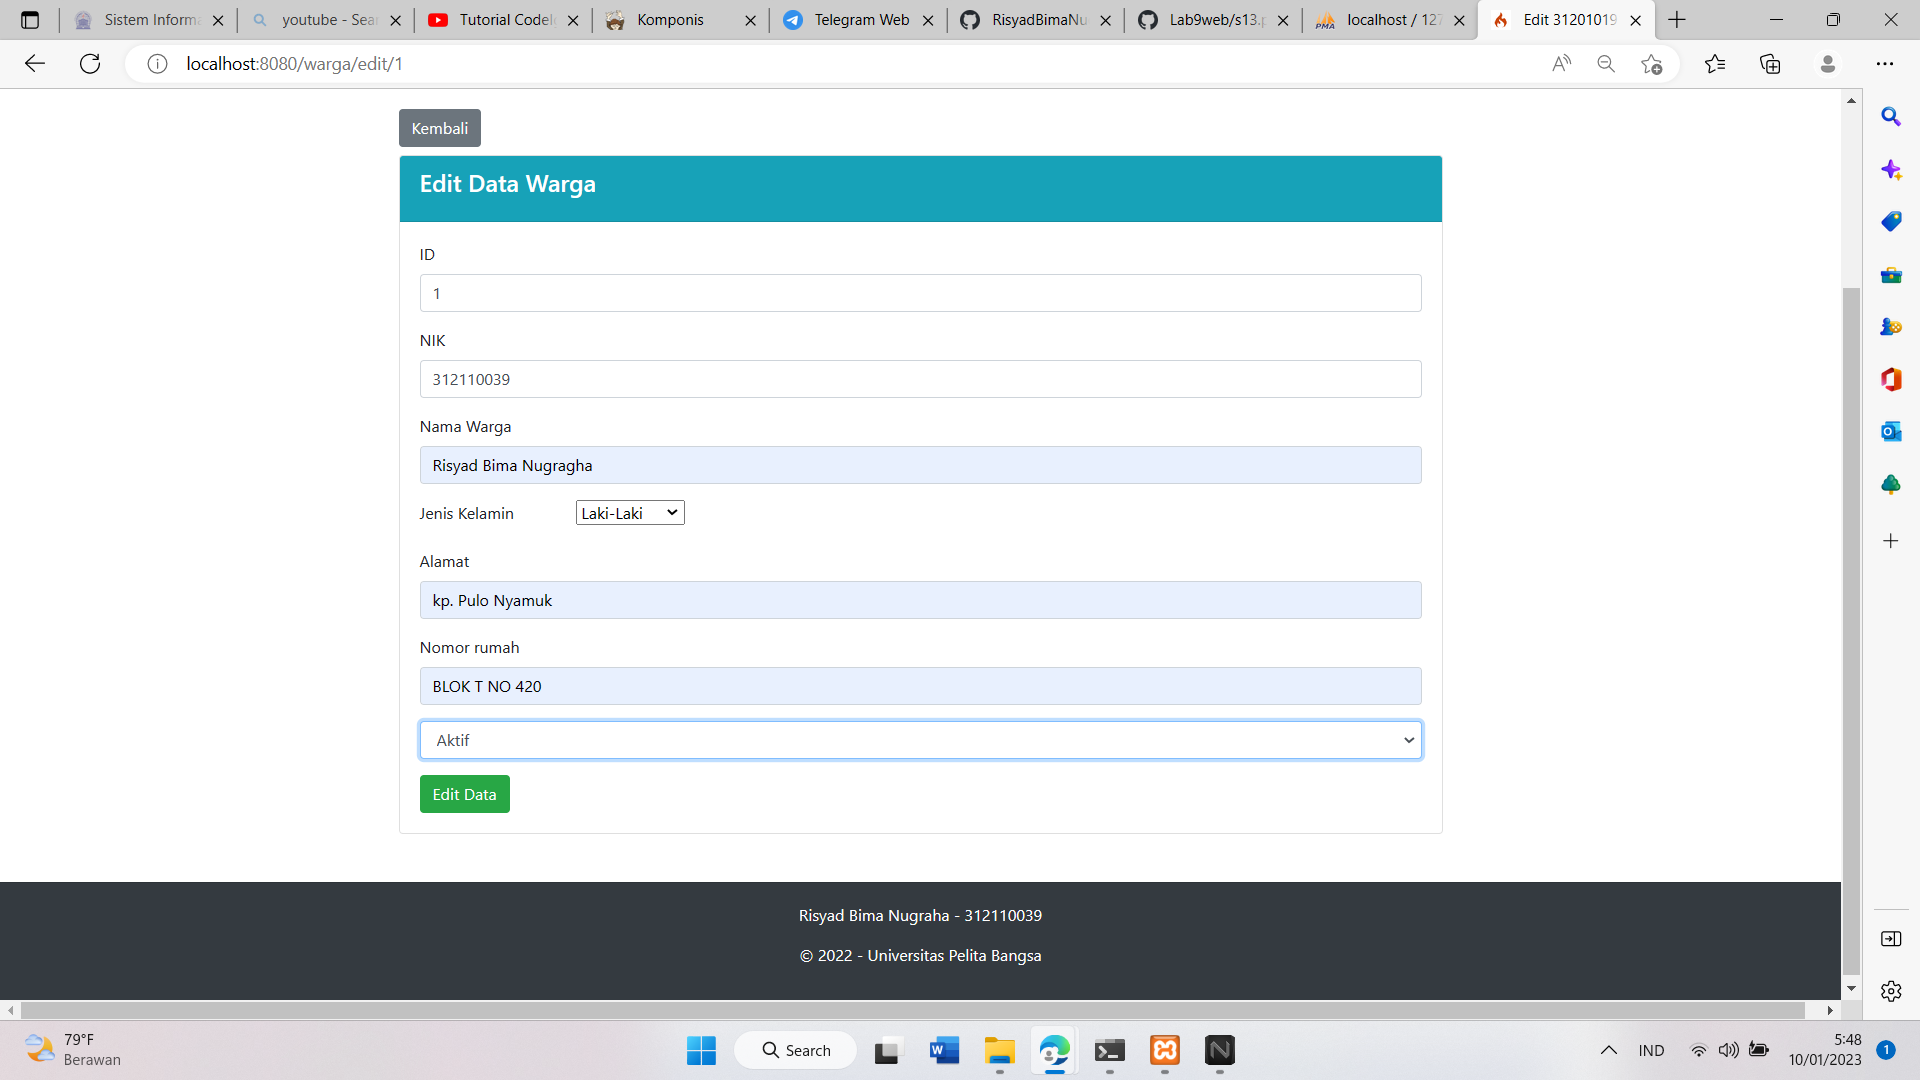 Sistem Informa
youtube - Sear
Tutorial CodeI
Komponis
Telegram Web
RisyadBimaNu
Lab9web/s13.p
PMA
localhost / 127
Edit 31201019
localhost:8080/warga/edit/1
Kembali
Edit Data Warga
ID
1
NIK
312110039
Nama Warga
Risyad Bima Nugragha
Jenis Kelamin
Laki-Laki
Alamat
kp. Pulo Nyamuk
Nomor rumah
BLOK T NO 420
Aktif
Edit Data
Risyad Bima Nugraha - 312110039
© 2022 - Universitas Pelita Bangsa
79°F
Berawan
Search
IND
5:48
10/01/2023
1